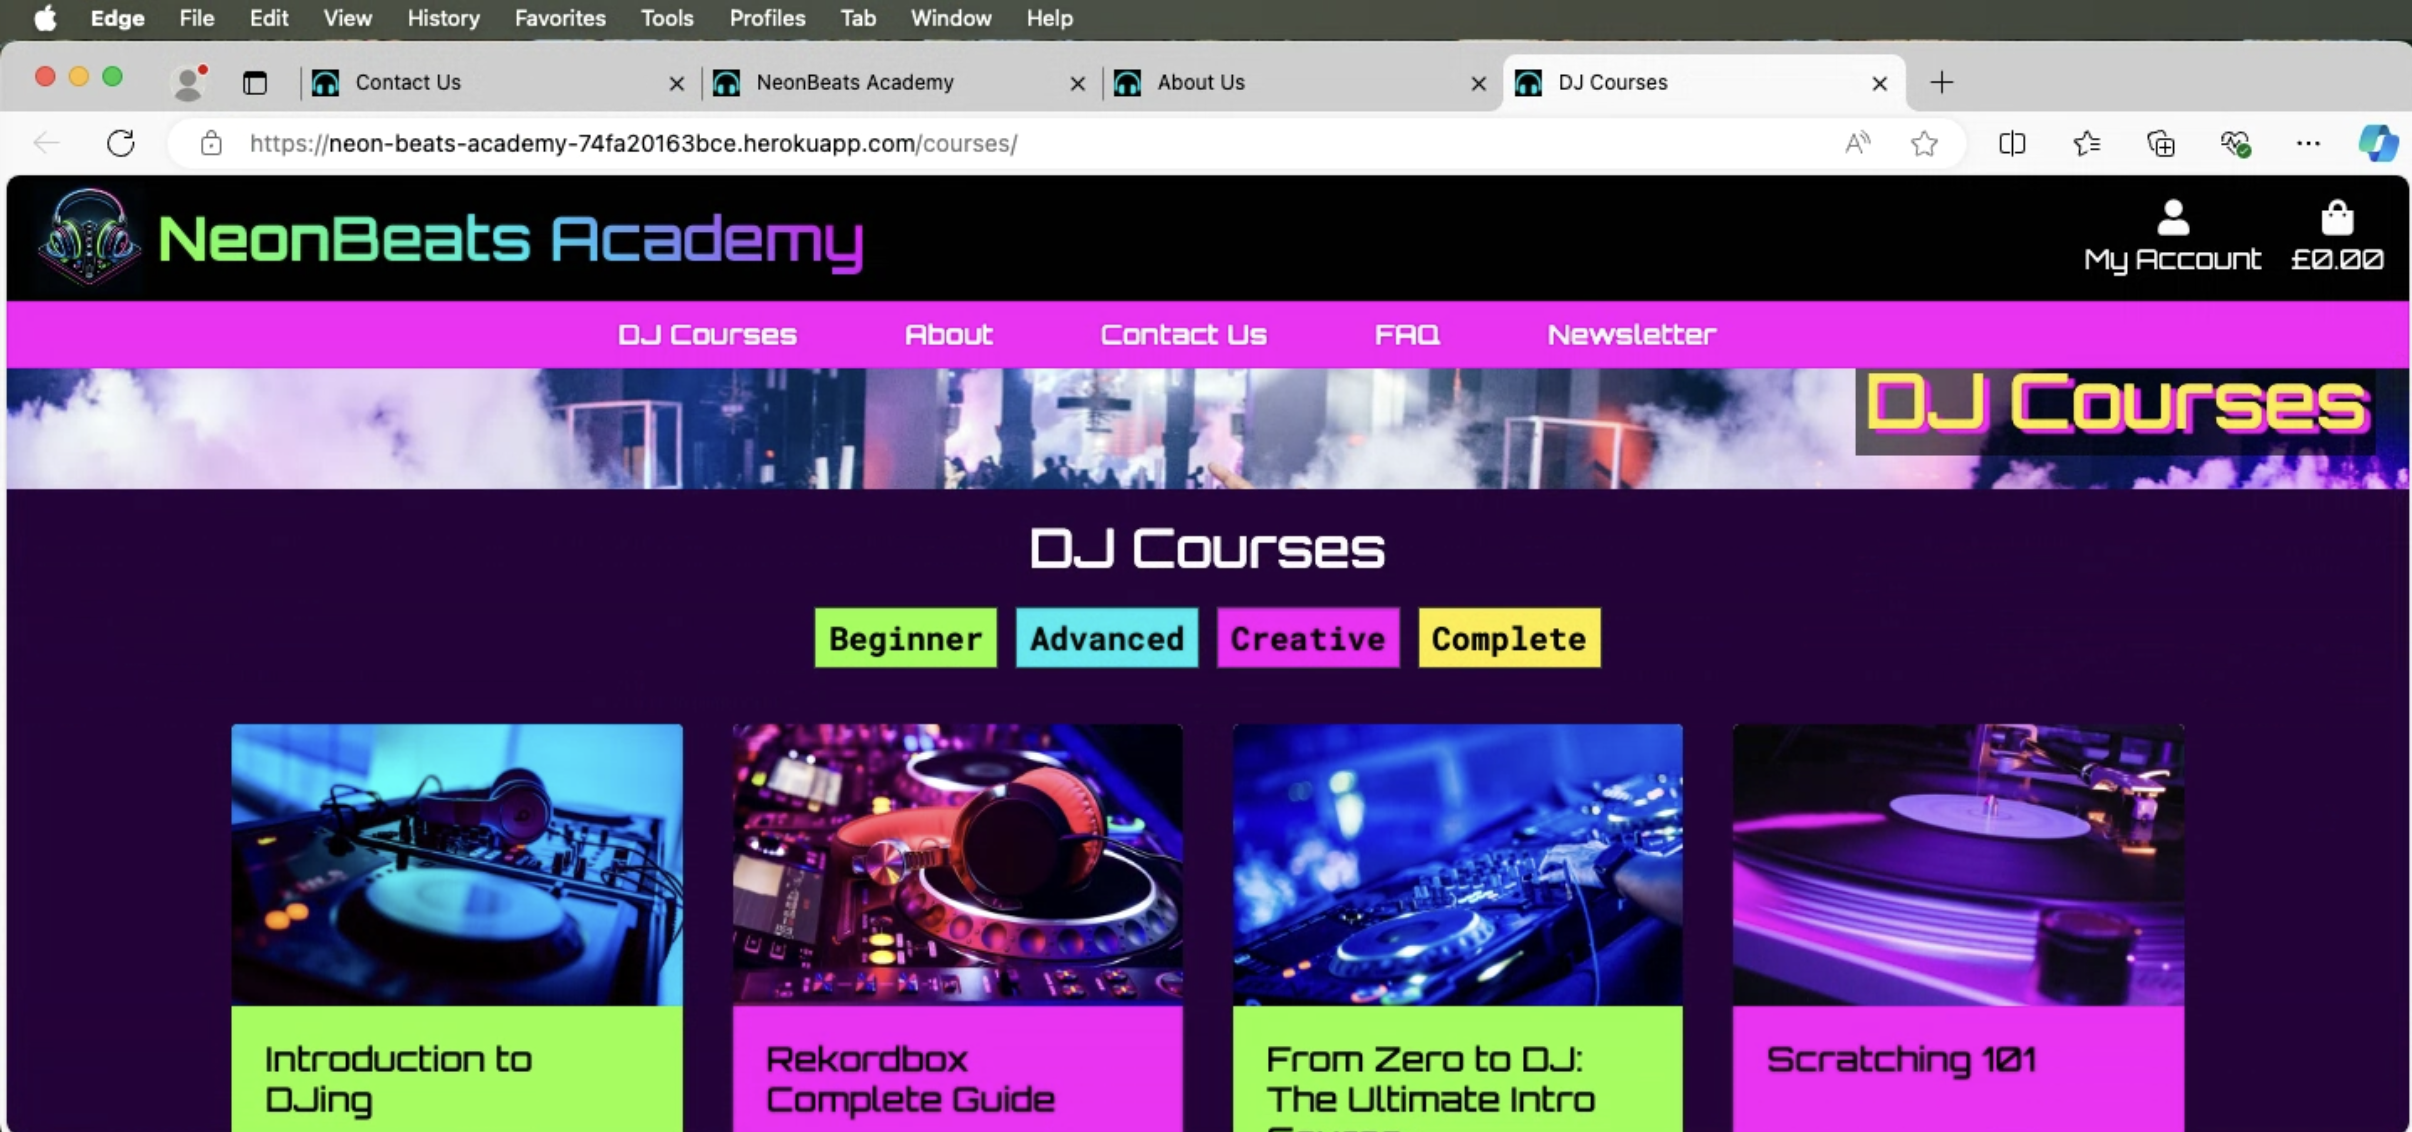 Edge File Edit View History Favorites Tools Profiles Tab Window Help
Contact Us NeonBeats Academy About Us DJ Courses
https://neon-beats-academy-74fa20163bce.herokuapp.com/courses/
NeonBeats Academy
My Account £0.00
DJ Courses About Contact Us FAQ Newsletter
DJ Courses
DJ Courses
Beginner Advanced Creative Complete
Introduction to
DJing
Rekordbox
Complete Guide
From Zero to DJ:
The Ultimate Intro
Scratching 101